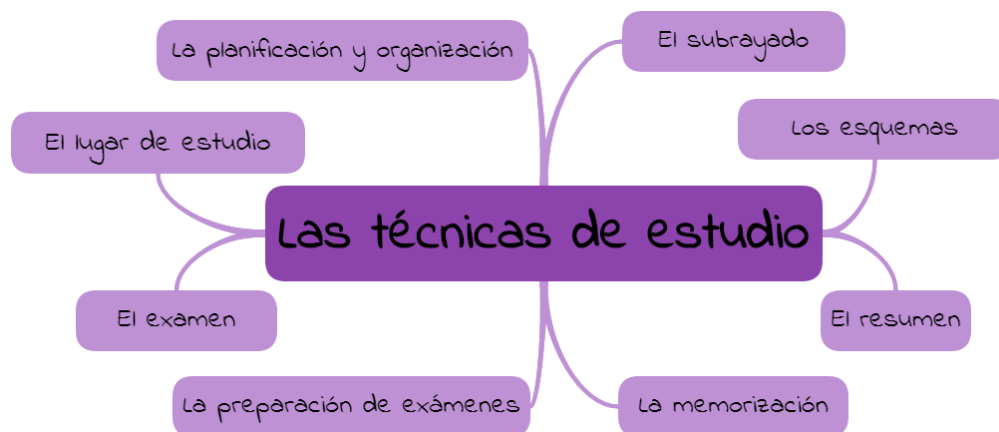 La planificación y organización
El subrayado
El lugar de estudio
Los esquemas
Las técnicas de estudio
El examen
El resumen
La preparación de exámenes
La memorización